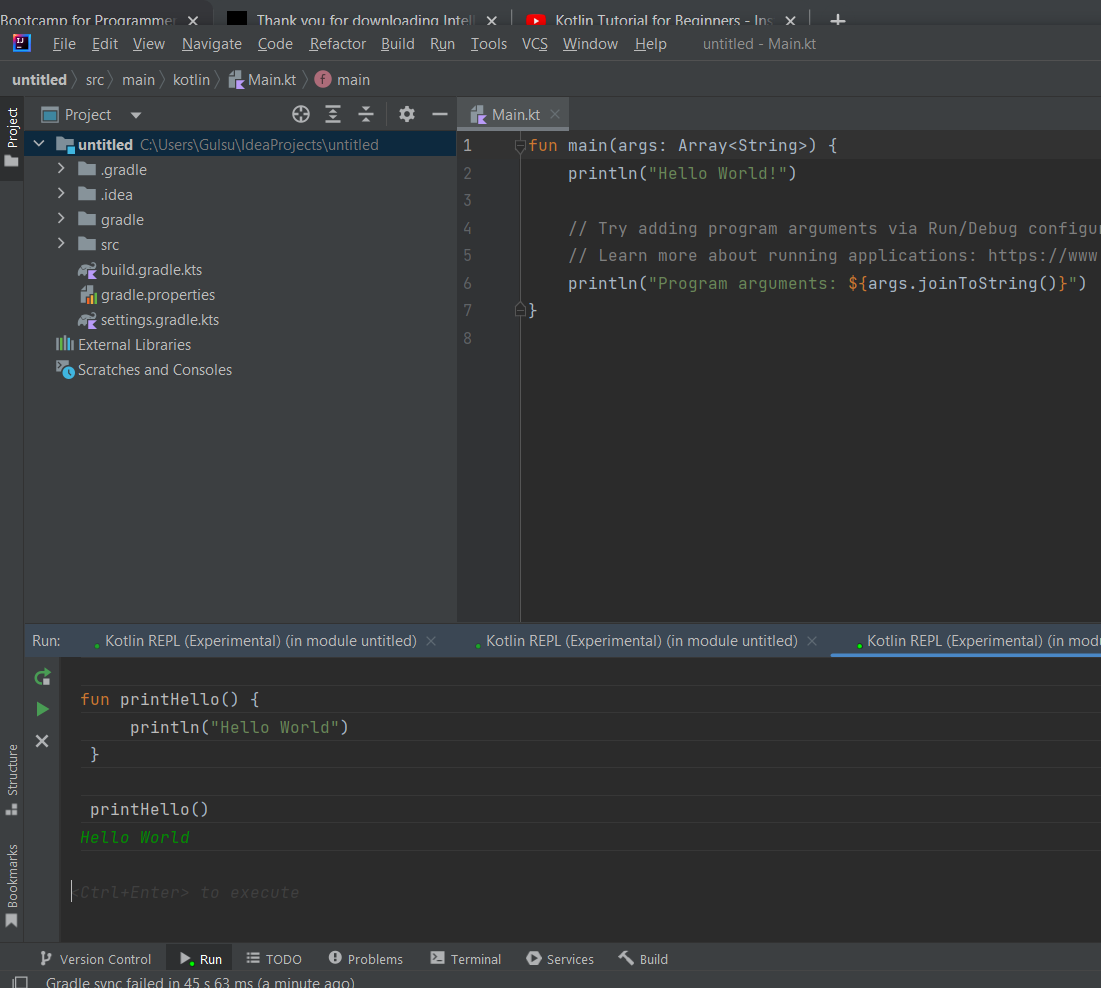 Bootcamp for Programme
Thank you for downloading Intell
Kotlin Tutorial for Beginners - Ins
File Edit View Navigate Code Refactor Build Run Tools VCS Window Help untitled - Main.kt
untitled src main kotlin Main.kt main
Project
Project
Main.kt
untitled C:\Users\Gulsu\IdeaProjects\untitled
.gradle
.idea
gradle
src
build.gradle.kts
gradle.properties
settings.gradle.kts
External Libraries
Scratches and Consoles
1 fun main(args: Array<String>) {
2 println("Hello World!")
3
4 // Try adding program arguments via Run/Debug configu
5 // Learn more about running applications: https://www
6 println("Program arguments: ${args.joinToString()}")
7 }
8
Run: Kotlin REPL (Experimental) (in module untitled) Kotlin REPL (Experimental) (in module untitled) Kotlin REPL (Experimental) (in mod
fun printHello() {
println("Hello World")
}
printHello()
Hello World
<Ctrl+Enter> to execute
Structure
Bookmarks
Version Control Run TODO Problems Terminal Services Build
Gradle sync failed in 45 s 63 ms (a minute ago)